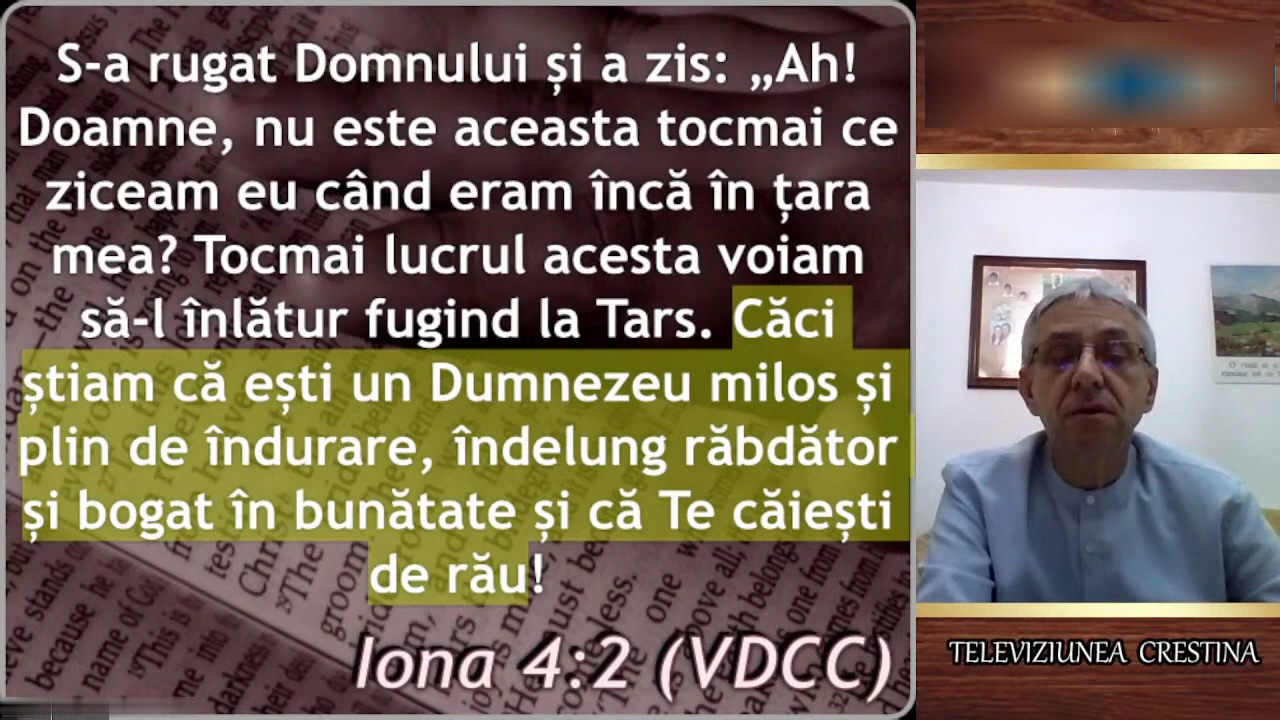 S-a rugat Domnului și a zis: „Ah!
Doamne, nu este aceasta tocmai ce
ziceam eu când eram încă în țara
mea? Tocmai lucrul acesta voiam
să-l înlătur fugind la Tars. Căci
știam că ești un Dumnezeu milos și
plin de îndurare, îndelung răbdător
și bogat în bunătate și că Te căiești
de rău!
Iona 4:2 (VDCC)
TELEVIZIUNEA CRESTINA